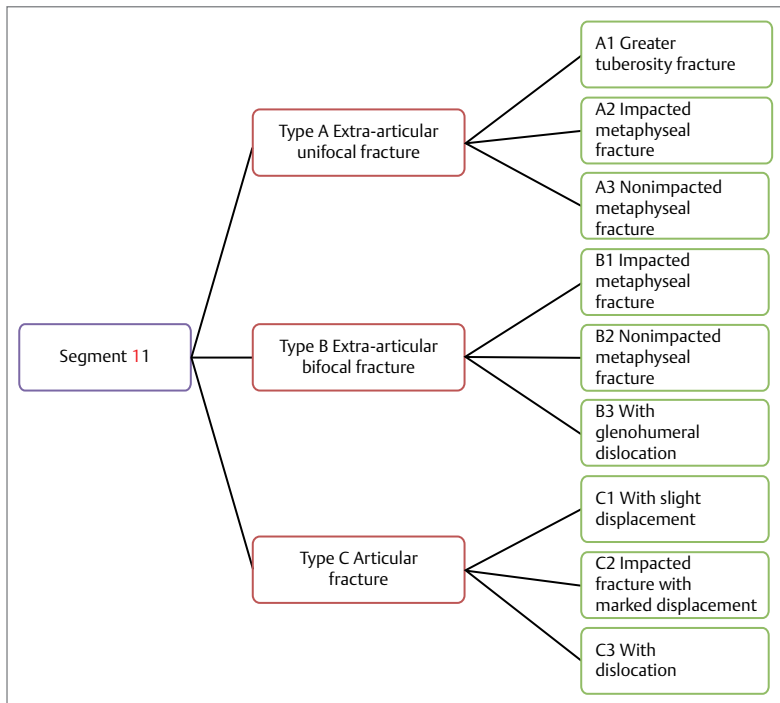 Segment 11
Type A Extra-articular
unifocal fracture
A1 Greater
tuberosity fracture
A2 Impacted
metaphyseal
fracture
A3 Nonimpacted
metaphyseal
fracture
Type B Extra-articular
bifocal fracture
B1 Impacted
metaphyseal
fracture
B2 Nonimpacted
metaphyseal
fracture
B3 With
glenohumeral
dislocation
Type C Articular
fracture
C1 With slight
displacement
C2 Impacted
fracture with
marked displacement
C3 With
dislocation